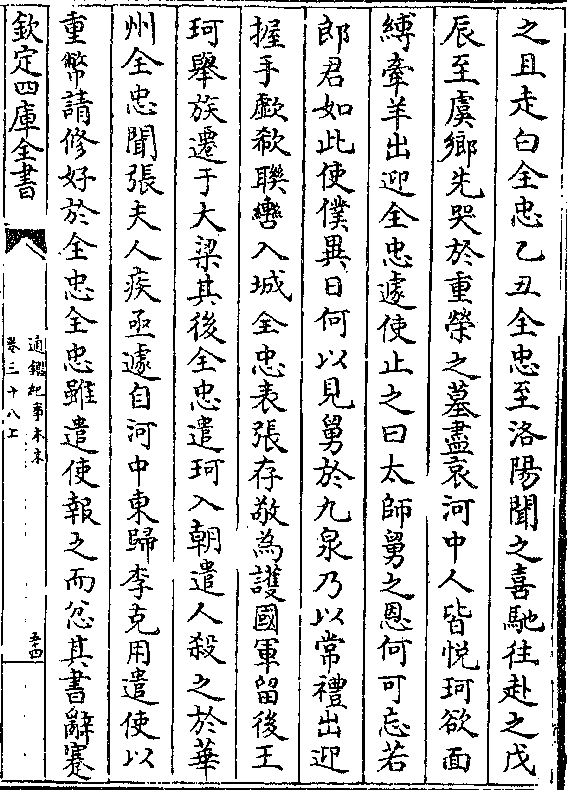 之且走白全忠乙丑全忠至洛陽聞之喜馳往赴之戊
辰至虞鄉先哭於重榮之墓盡哀河中人皆悦珂欲面
縛牽羊出迎全忠遽使止之曰太師舅之恩何可忘若
郎君如此使僕異日何以見舅於九泉乃以常禮出迎
握手歔欷聯轡入城全忠表張存敬為護國軍留後王
珂舉族遷于大梁其後全忠遣珂入朝遣人殺之於華
州全忠聞張夫人疾亟遽自河中東歸李克用遣使以
重幣請修好於全忠全忠雖遣使報之而忿其書辭蹇
欽定四庫全書
通鑑紀事本末
卷三十八上
五十四